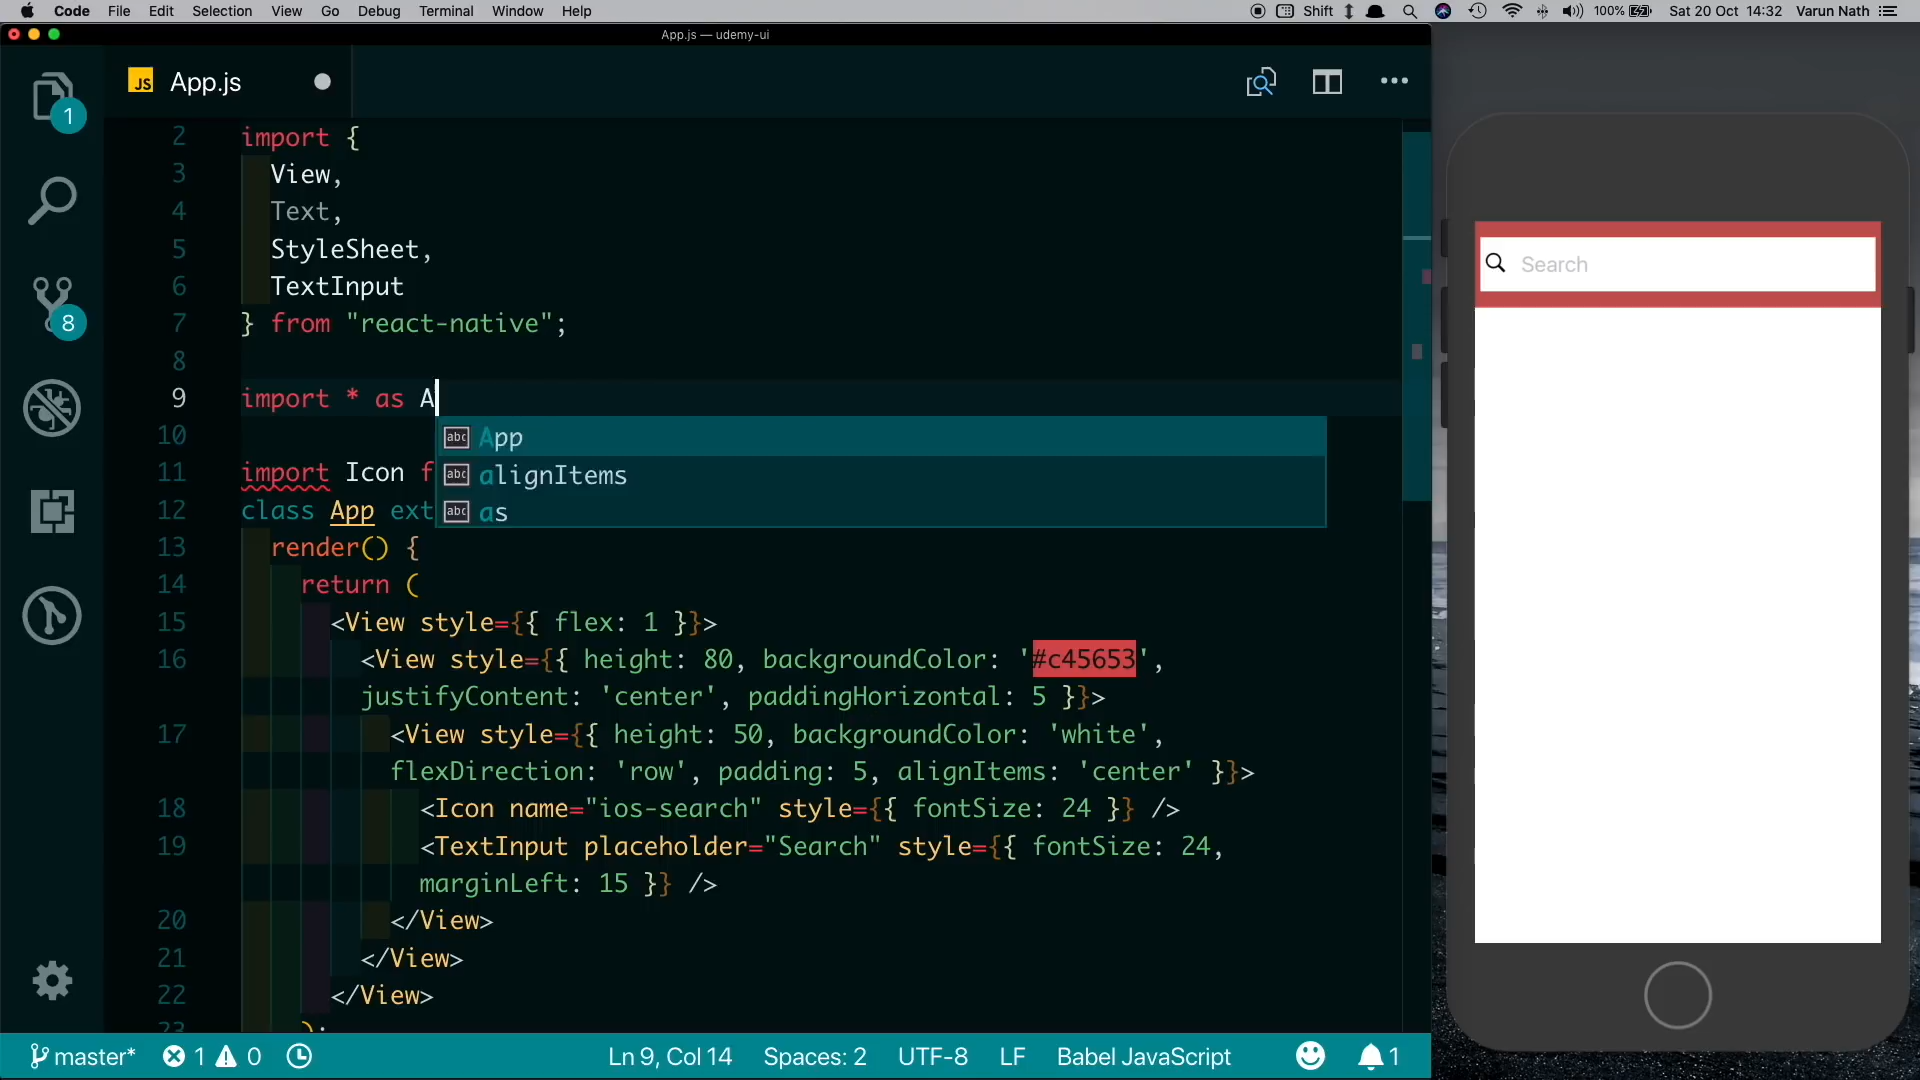 Code File Edit Selection View Go Debug Terminal Window Help Shift 100% Sat 20 Oct 14:32 Varun Nath
App.js — udemy-ui
JS App.js
1
8
2 import {
3 View,
4 Text,
5 StyleSheet,
6 TextInput
7 } from "react-native";
8
9 import * as A
abc App
10
abc alignItems
11 import Icon f
abc as
12 class App ext
13 render() {
14 return (
15 <View style={{ flex: 1 }}>
16 <View style={{ height: 80, backgroundColor: '#c45653',
justifyContent: 'center', paddingHorizontal: 5 }}>
17 <View style={{ height: 50, backgroundColor: 'white',
flexDirection: 'row', padding: 5, alignItems: 'center' }}>
18 <Icon name="ios-search" style={{ fontSize: 24 }} />
19 <TextInput placeholder="Search" style={{ fontSize: 24,
marginLeft: 15 }} />
20 </View>
21 </View>
22 </View>
23 );
master* 1 0 Ln 9, Col 14 Spaces: 2 UTF-8 LF Babel JavaScript 1
Search